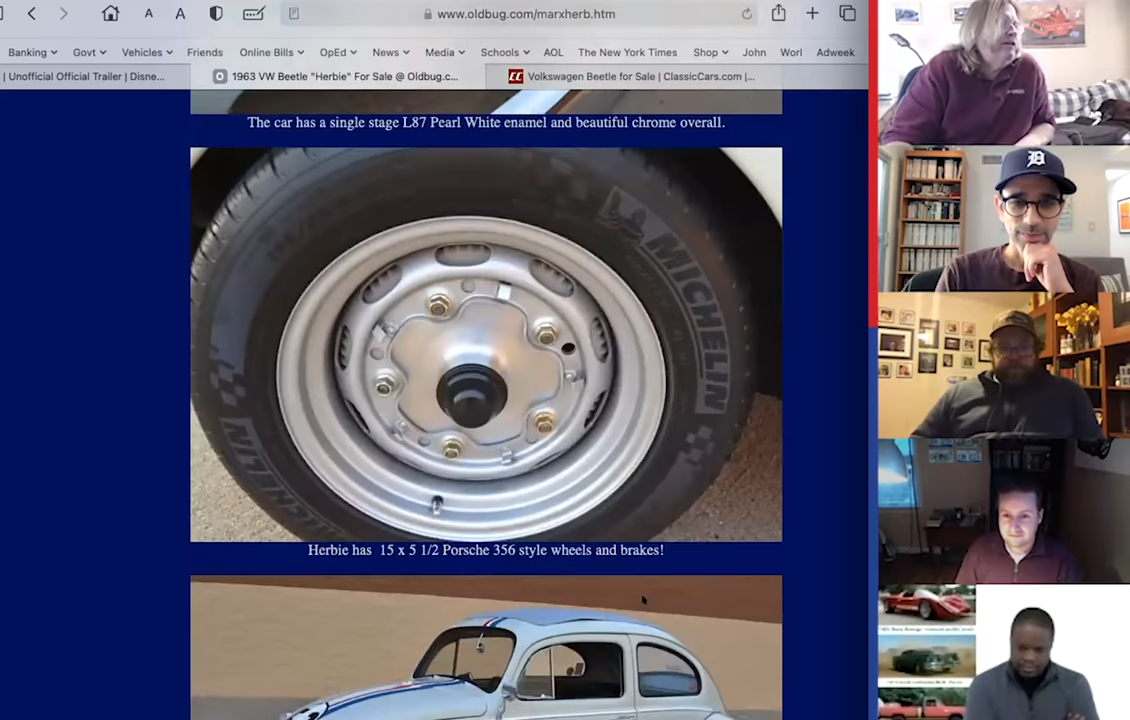 www.oldbug.com/marxherb.htm
A A
Banking Govt Vehicles Friends Online Bills OpEd News Media Schools AOL The New York Times Shop John Worl Adweek
| Unofficial Official Trailer | Disne...
1963 VW Beetle "Herbie" For Sale @ Oldbug.c...
Volkswagen Beetle for Sale | ClassicCars.com |...
The car has a single stage L87 Pearl White enamel and beautiful chrome overall.
MICHELIN
MICHELIN
Herbie has 15 x 5 1/2 Porsche 356 style wheels and brakes!
D